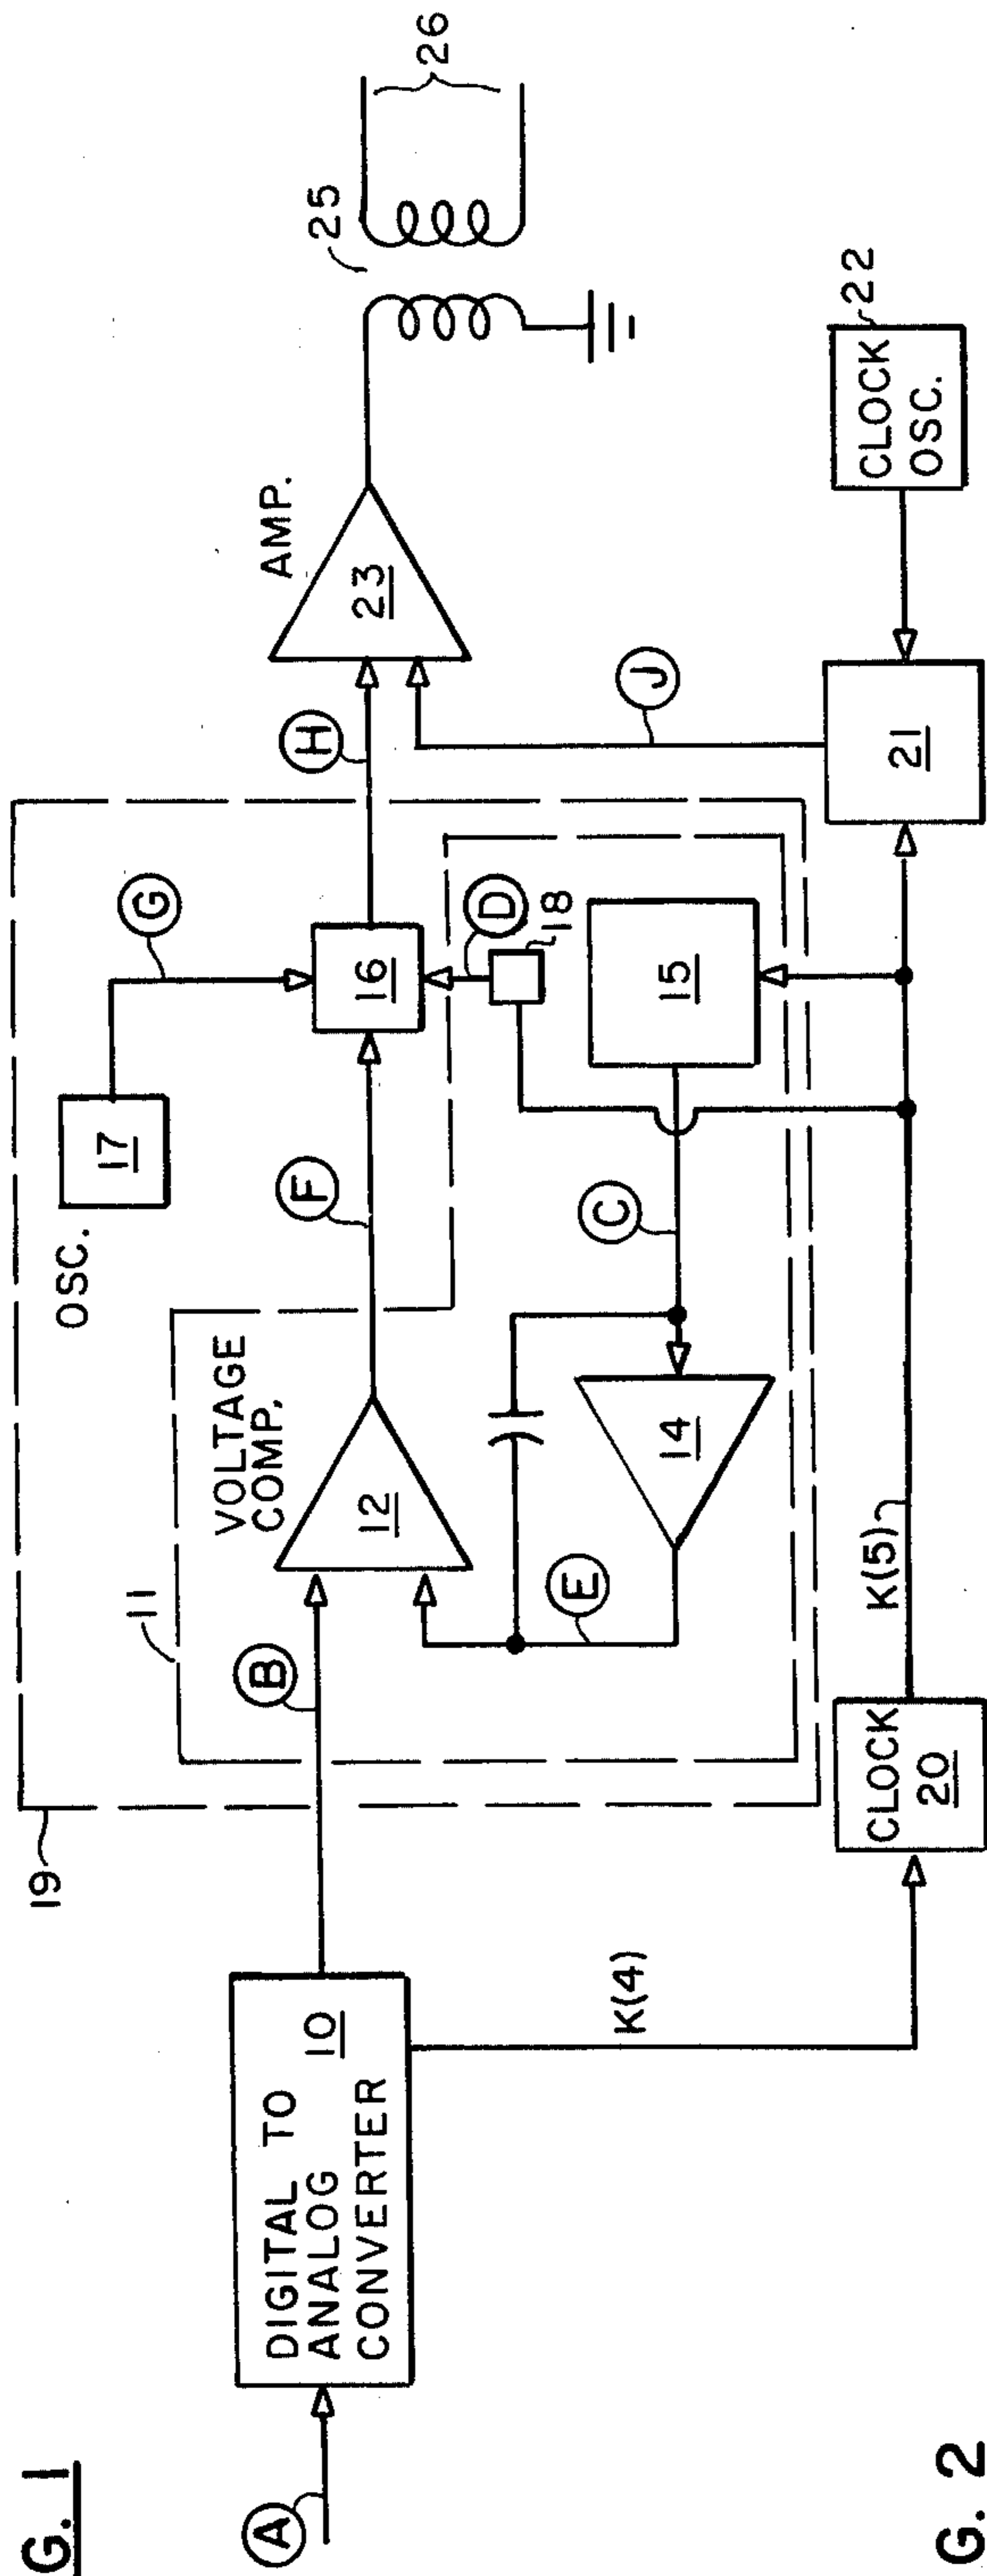 G. 1
19
11
OSC.
17
G
A
DIGITAL TO
ANALOG
CONVERTER
10
B
VOLTAGE
COMP.
12
F
16
H
AMP.
23
25
26
D
18
E
14
C
15
J
K(4)
CLOCK
20
K(5)
21
CLOCK
OSC.
22
G. 2